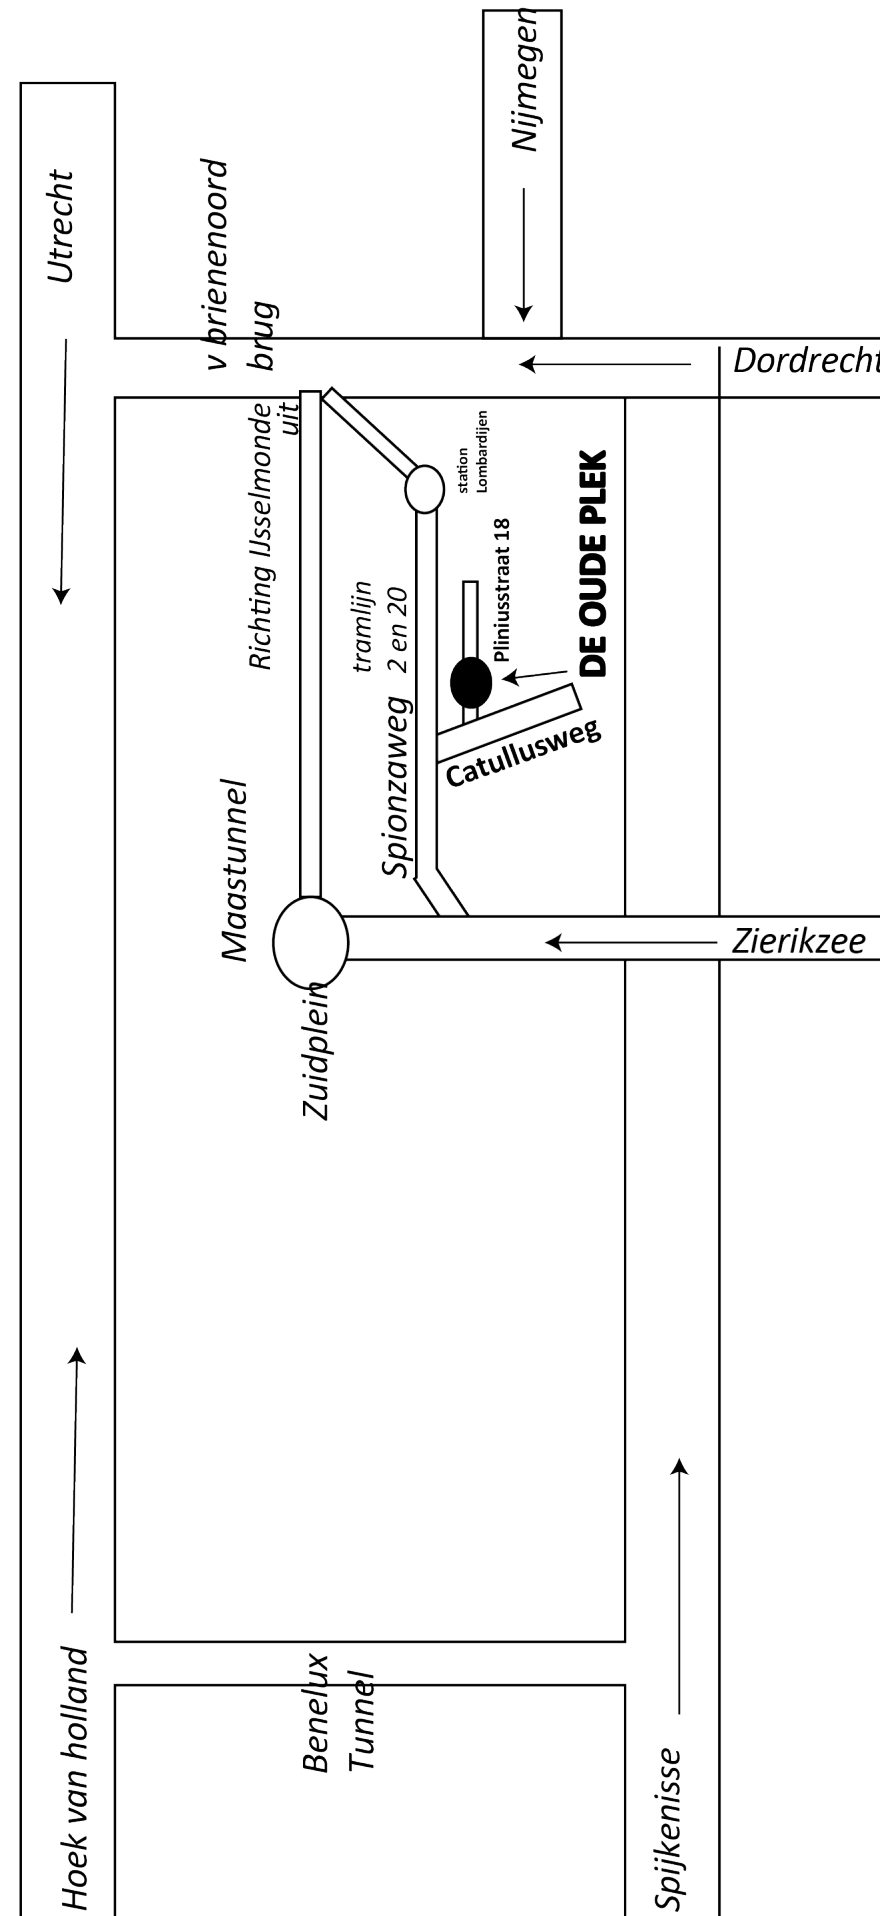 Nijmegen
Utrecht
v brienenoord
brug
Dordrecht
Richting IJsselmonde
uit
station
Lombardijen
Pliniusstraat 18
DE OUDE PLEK
tramlijn
2 en 20
Spionzaweg
Catullusweg
Maastunnel
Zuidplein
Zierikzee
Benelux
Tunnel
Hoek van holland
Spijkenisse